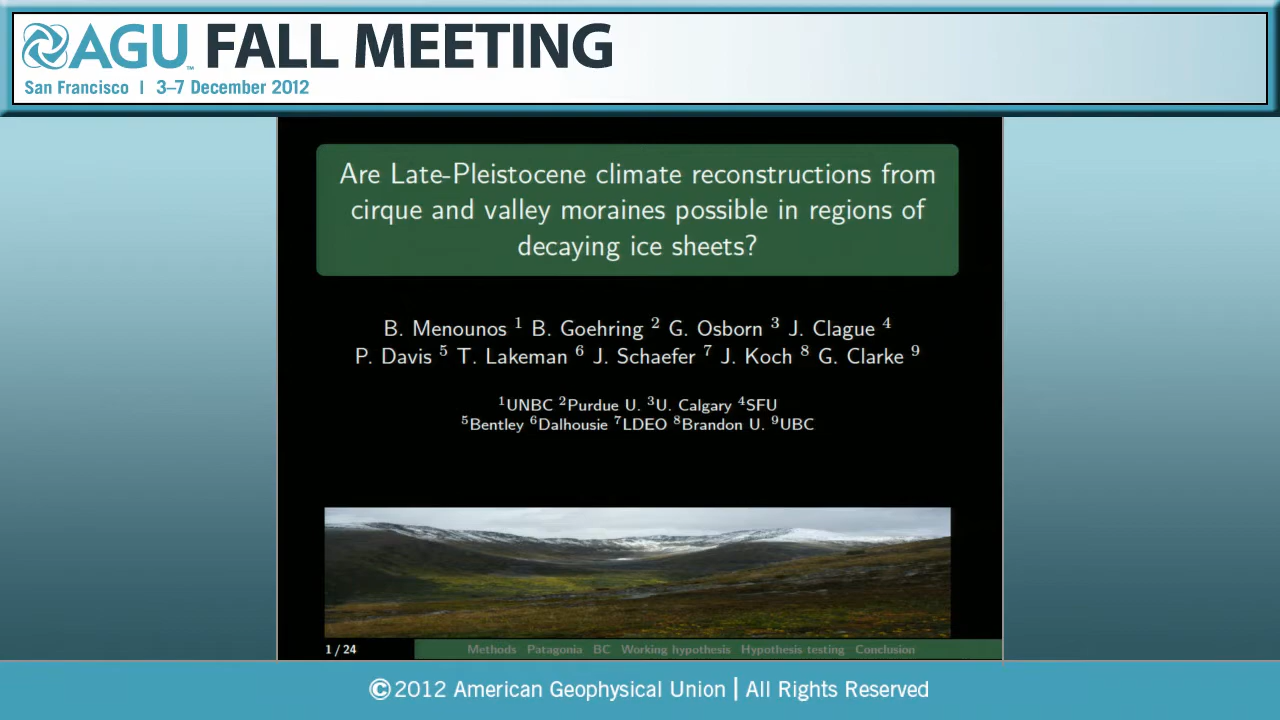 AGU™ FALL MEETING
San Francisco | 3–7 December 2012
Are Late-Pleistocene climate reconstructions from
cirque and valley moraines possible in regions of
decaying ice sheets?
B. Menounos ¹ B. Goehring ² G. Osborn ³ J. Clague ⁴
P. Davis ⁵ T. Lakeman ⁶ J. Schaefer ⁷ J. Koch ⁸ G. Clarke ⁹
¹UNBC ²Purdue U. ³U. Calgary ⁴SFU
⁵Bentley ⁶Dalhousie ⁷LDEO ⁸Brandon U. ⁹UBC
1 / 24 Methods Patagonia BC Working hypothesis Hypothesis testing Conclusion
©2012 American Geophysical Union | All Rights Reserved